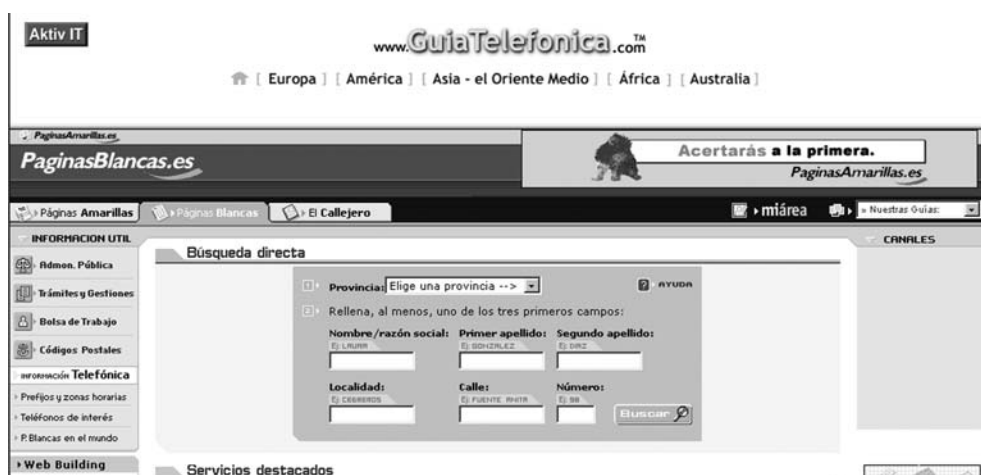 Aktiv IT
www.GuiaTelefonica.com™
[ Europa ] [ América ] [ Asia - el Oriente Medio ] [ África ] [ Australia ]
PaginasAmarillas.es
PaginasBlancas.es
Acertarás a la primera.
PaginasAmarillas.es
Páginas Amarillas
Páginas Blancas
El Callejero
miárea
» Nuestras Guías:
INFORMACION UTIL
Admon. Pública
Trámites y Gestiones
Bolsa de Trabajo
Códigos Postales
INFORMACIÓN Telefónica
Prefijos y zonas horarias
Teléfonos de interés
P. Blancas en el mundo
Web Building
Búsqueda directa
1 Provincia: Elige una provincia --> AYUDA
2 Rellena, al menos, uno de los tres primeros campos:
Nombre/razón social: Primer apellido: Segundo apellido:
Ej: LAURA Ej: GONZALEZ Ej: DIAZ
Localidad: Calle: Número:
Ej: CEBREROS Ej: FUENTE ANITA Ej: 98
Buscar
Servicios destacados
CANALES